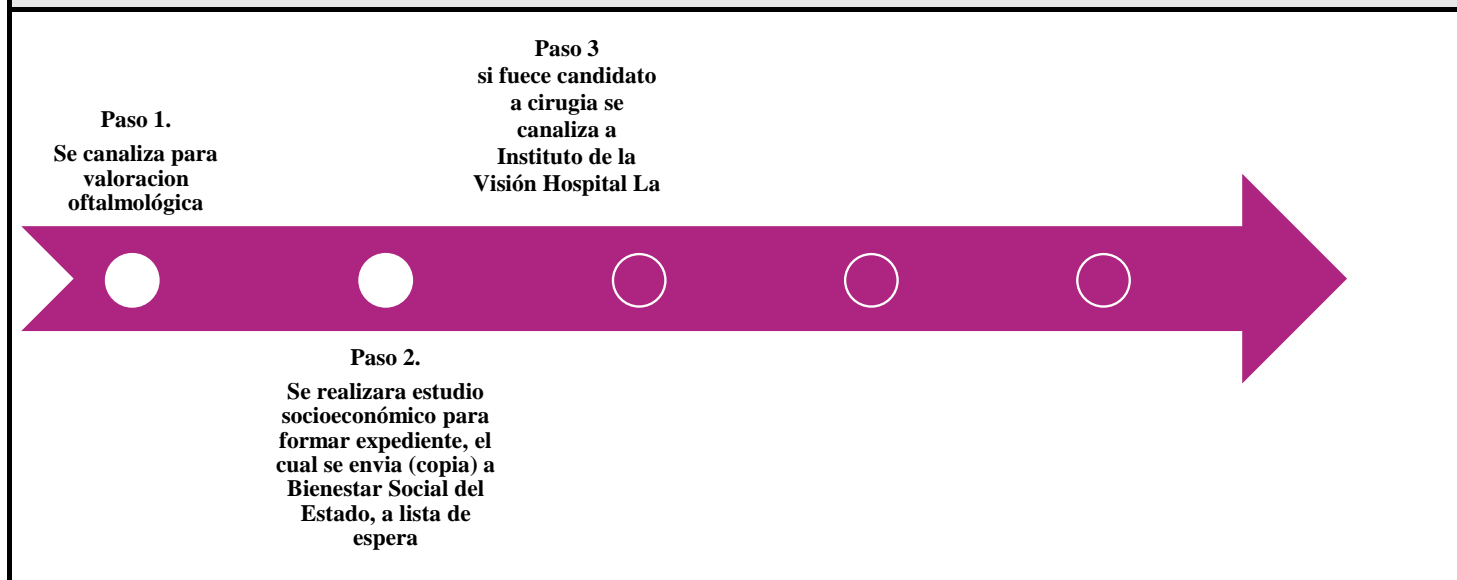 Paso 1.
Se canaliza para
valoracion
oftalmológica
Paso 2.
Se realizara estudio
socioeconómico para
formar expediente, el
cual se envia (copia) a
Bienestar Social del
Estado, a lista de
espera
Paso 3
si fuece candidato
a cirugia se
canaliza a
Instituto de la
Visión Hospital La